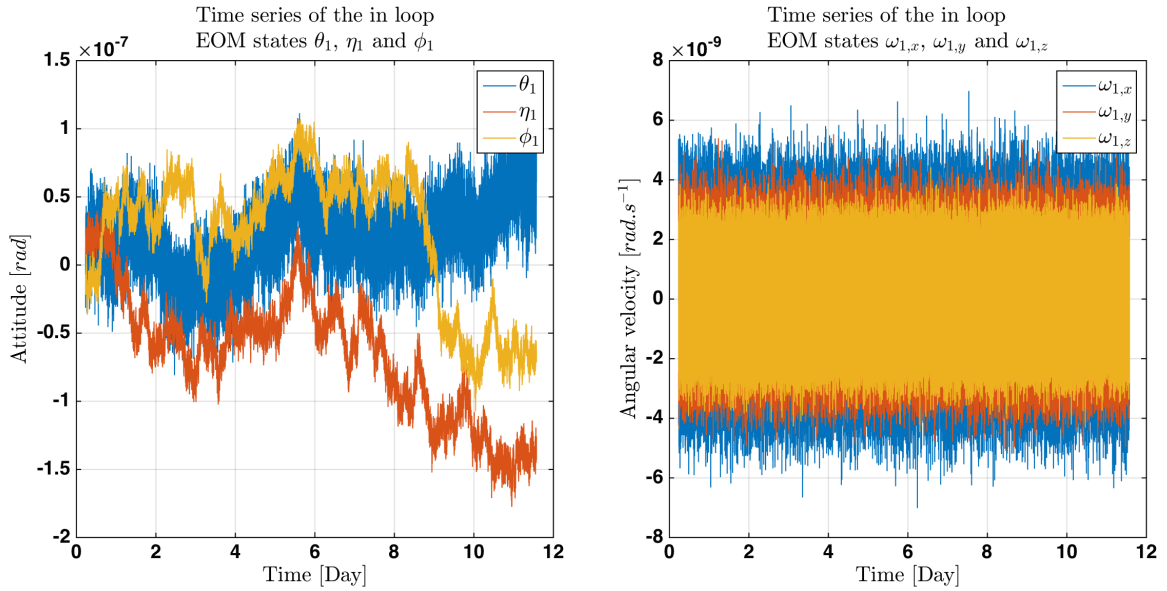 Time series of the in loop
EOM states θ₁, η₁ and ϕ₁
×10⁻⁷
1.5
1
0.5
0
-0.5
-1
-1.5
-2
Attitude [rad]
0 2 4 6 8 10 12
Time [Day]
θ₁
η₁
ϕ₁
Time series of the in loop
EOM states ω₁,ₓ, ω₁,y and ω₁,z
×10⁻⁹
8
6
4
2
0
-2
-4
-6
-8
Angular velocity [rad.s⁻¹]
0 2 4 6 8 10 12
Time [Day]
ω₁,ₓ
ω₁,y
ω₁,z